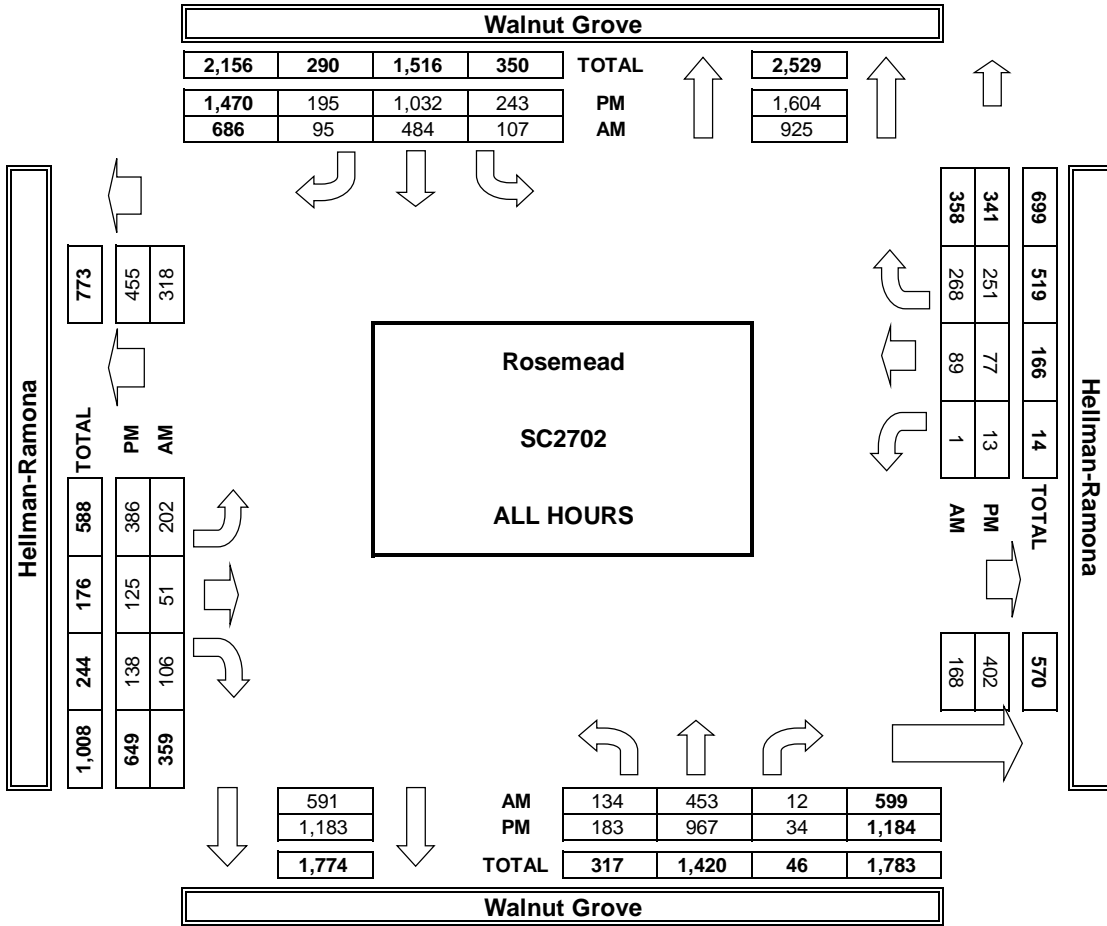 Walnut Grove
2,156 290 1,516 350 TOTAL 2,529
1,470 195 1,032 243 PM 1,604
686 95 484 107 AM 925
Hellman-Ramona
773 455 318
TOTAL PM AM
588 386 202
176 125 51
244 138 106
1,008 649 359
Rosemead
SC2702
ALL HOURS
358 341 699
268 251 519
89 77 166
1 13 14
AM PM TOTAL
168 402 570
Hellman-Ramona
591 AM 134 453 12 599
1,183 PM 183 967 34 1,184
1,774 TOTAL 317 1,420 46 1,783
Walnut Grove